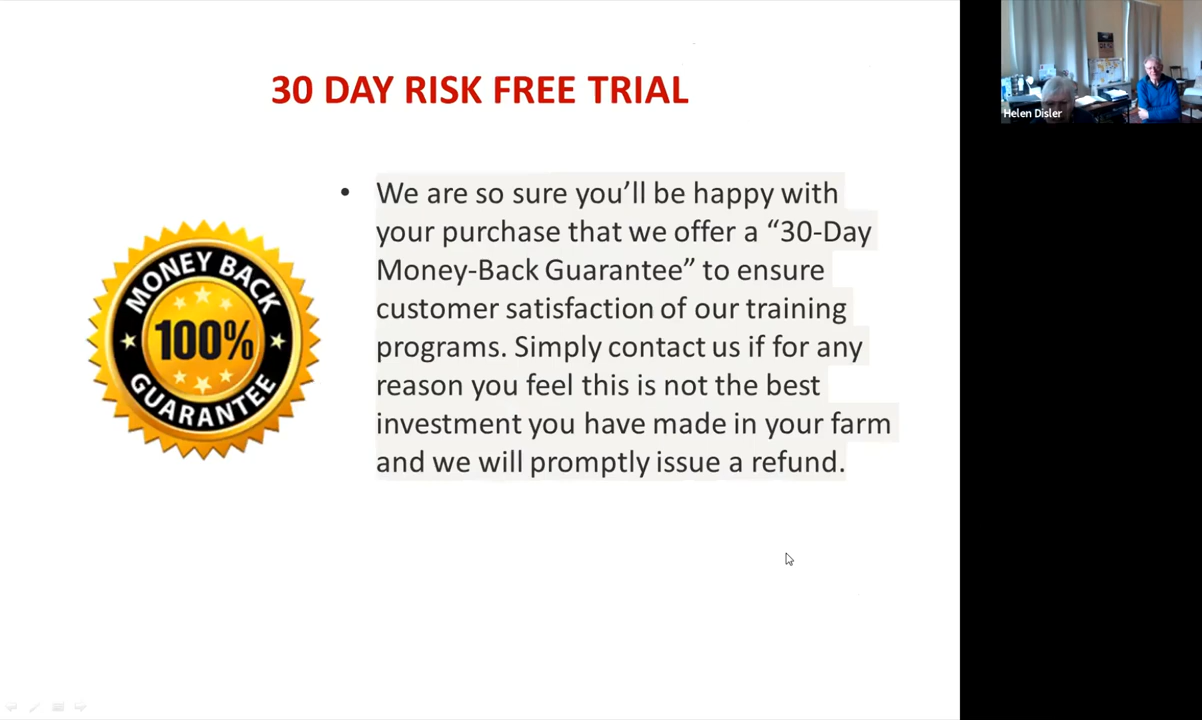 30 DAY RISK FREE TRIAL
Helen Disler
• We are so sure you’ll be happy with
your purchase that we offer a “30-Day
Money-Back Guarantee” to ensure
customer satisfaction of our training
programs. Simply contact us if for any
reason you feel this is not the best
investment you have made in your farm
and we will promptly issue a refund.
MONEY BACK
100%
GUARANTEE